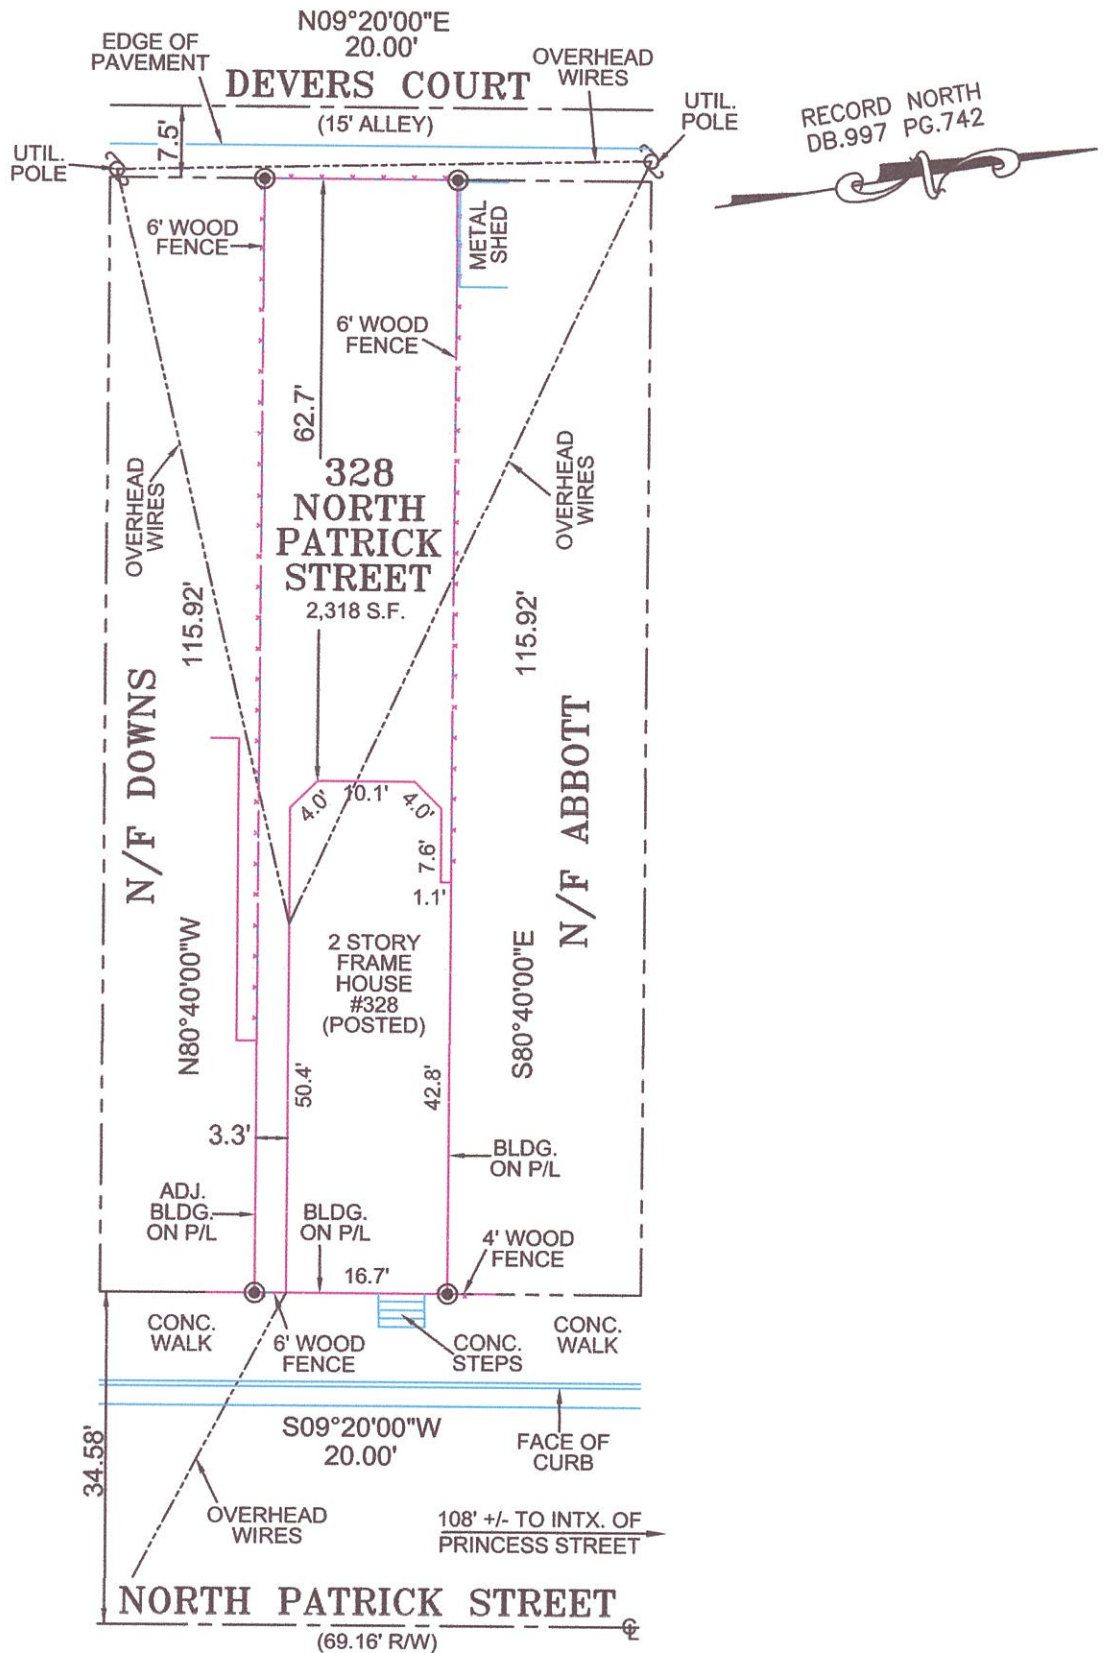 N09°20'00"E
20.00'
EDGE OF
PAVEMENT
DEVERS COURT
(15' ALLEY)
OVERHEAD
WIRES
UTIL.
POLE
RECORD NORTH
DB.997 PG.742
7.5'
UTIL.
POLE
6' WOOD
FENCE
METAL
SHED
6' WOOD
FENCE
62.7'
OVERHEAD
WIRES
328
NORTH
PATRICK
STREET
2,318 S.F.
OVERHEAD
WIRES
115.92'
115.92'
N/F DOWNS
N/F ABBOTT
4.0'
10.1'
4.0'
7.6'
1.1'
2 STORY
FRAME
HOUSE
#328
(POSTED)
N80°40'00"W
S80°40'00"E
50.4'
42.8'
3.3'
BLDG.
ON P/L
ADJ.
BLDG.
ON P/L
BLDG.
ON P/L
4' WOOD
FENCE
16.7'
CONC.
WALK
6' WOOD
FENCE
CONC.
STEPS
CONC.
WALK
34.58'
S09°20'00"W
20.00'
FACE OF
CURB
OVERHEAD
WIRES
108' +/- TO INTX. OF
PRINCESS STREET
NORTH PATRICK STREET
(69.16' R/W)